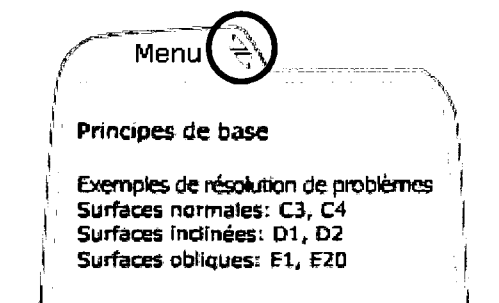 Menu
Principes de base
Exemples de résolution de problèmes
Surfaces normales: C3, C4
Surfaces inclinées: D1, D2
Surfaces obliques: E1, E20